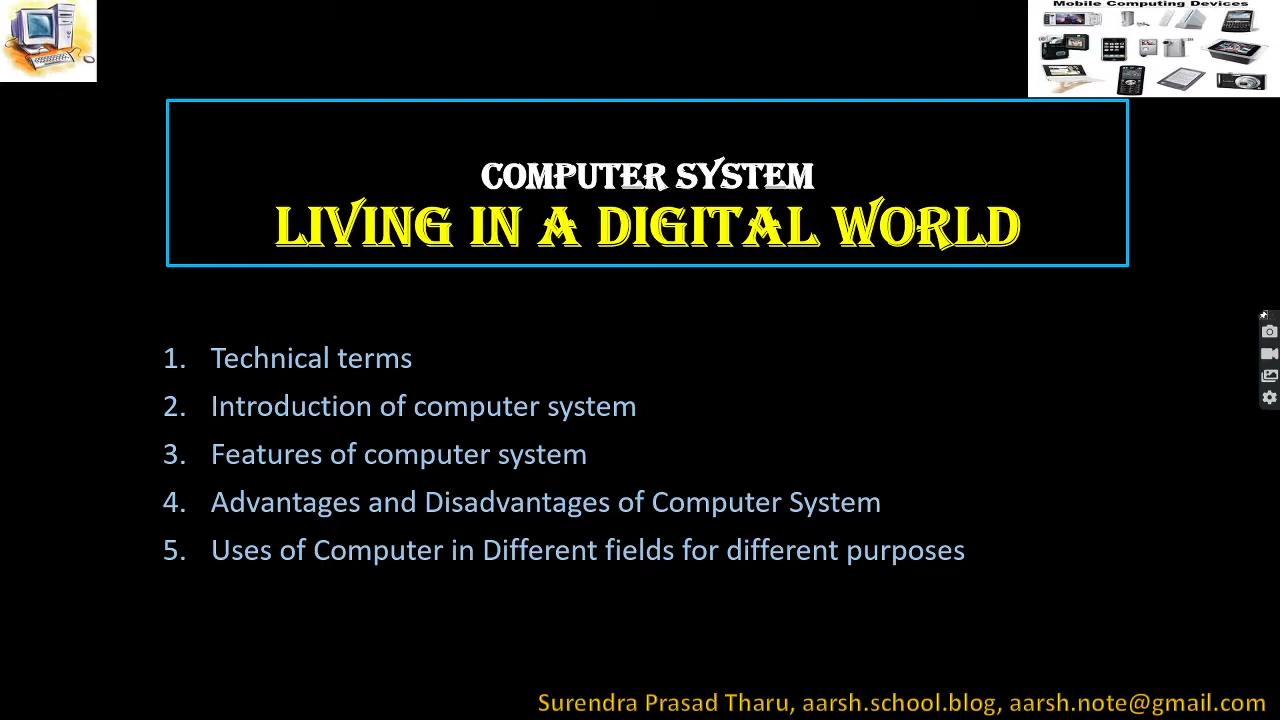 Mobile Computing Devices
COMPUTER SYSTEM
LIVING IN A DIGITAL WORLD
1. Technical terms
2. Introduction of computer system
3. Features of computer system
4. Advantages and Disadvantages of Computer System
5. Uses of Computer in Different fields for different purposes
Surendra Prasad Tharu, aarsh.school.blog, aarsh.note@gmail.com